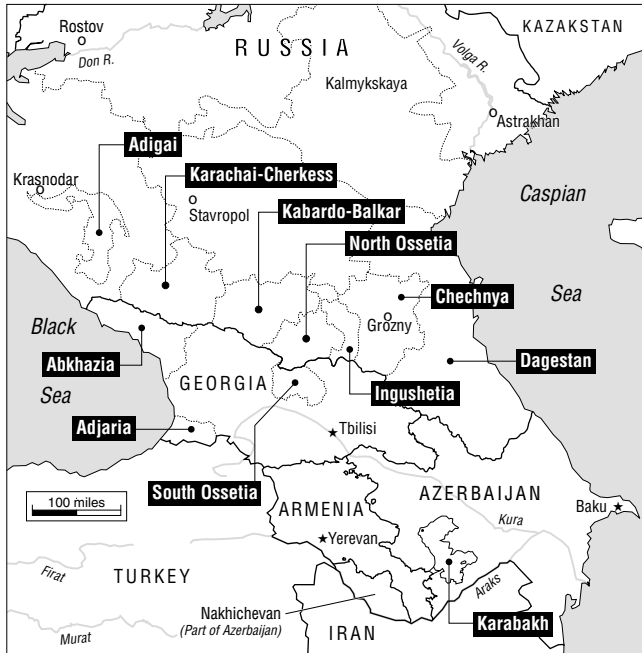 Rostov
KAZAKSTAN
RUSSIA
Don R.
Volga R.
Kalmykskaya
Astrakhan
Adigai
Karachai-Cherkess
Krasnodar
Caspian
Stavropol
Kabardo-Balkar
North Ossetia
Chechnya
Sea
Black
Grozny
Abkhazia
Dagestan
GEORGIA
Ingushetia
Sea
Adjaria
Tbilisi
South Ossetia
AZERBAIJAN
100 miles
ARMENIA
Baku
Kura
Yerevan
Firat
TURKEY
Araks
Nakhichevan
(Part of Azerbaijan)
Karabakh
Murat
IRAN